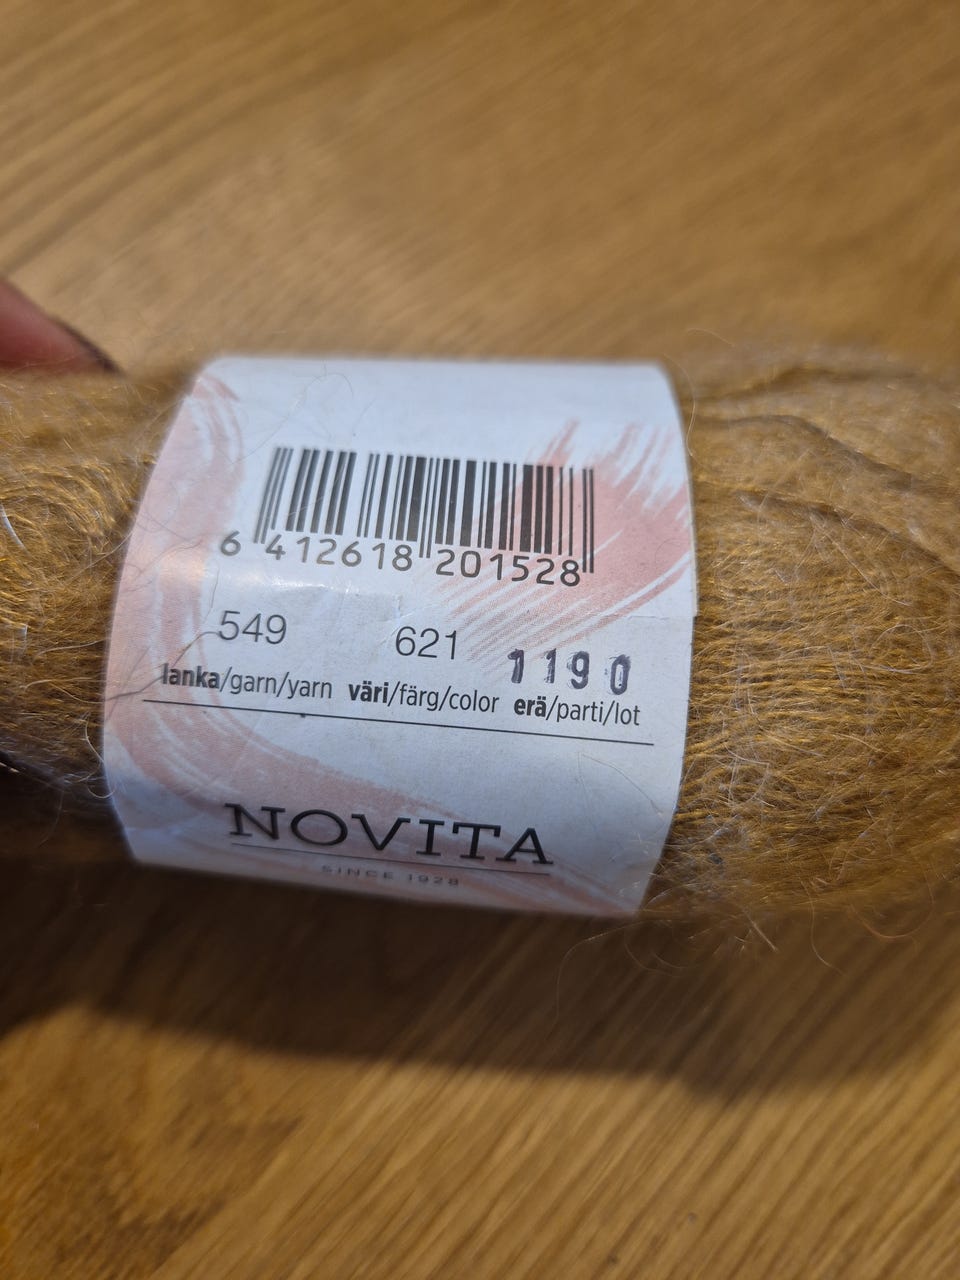 6 412618 201528
549 621 1190
lanka/garn/yarn väri/färg/color erä/parti/lot
NOVITA
SINCE 1928